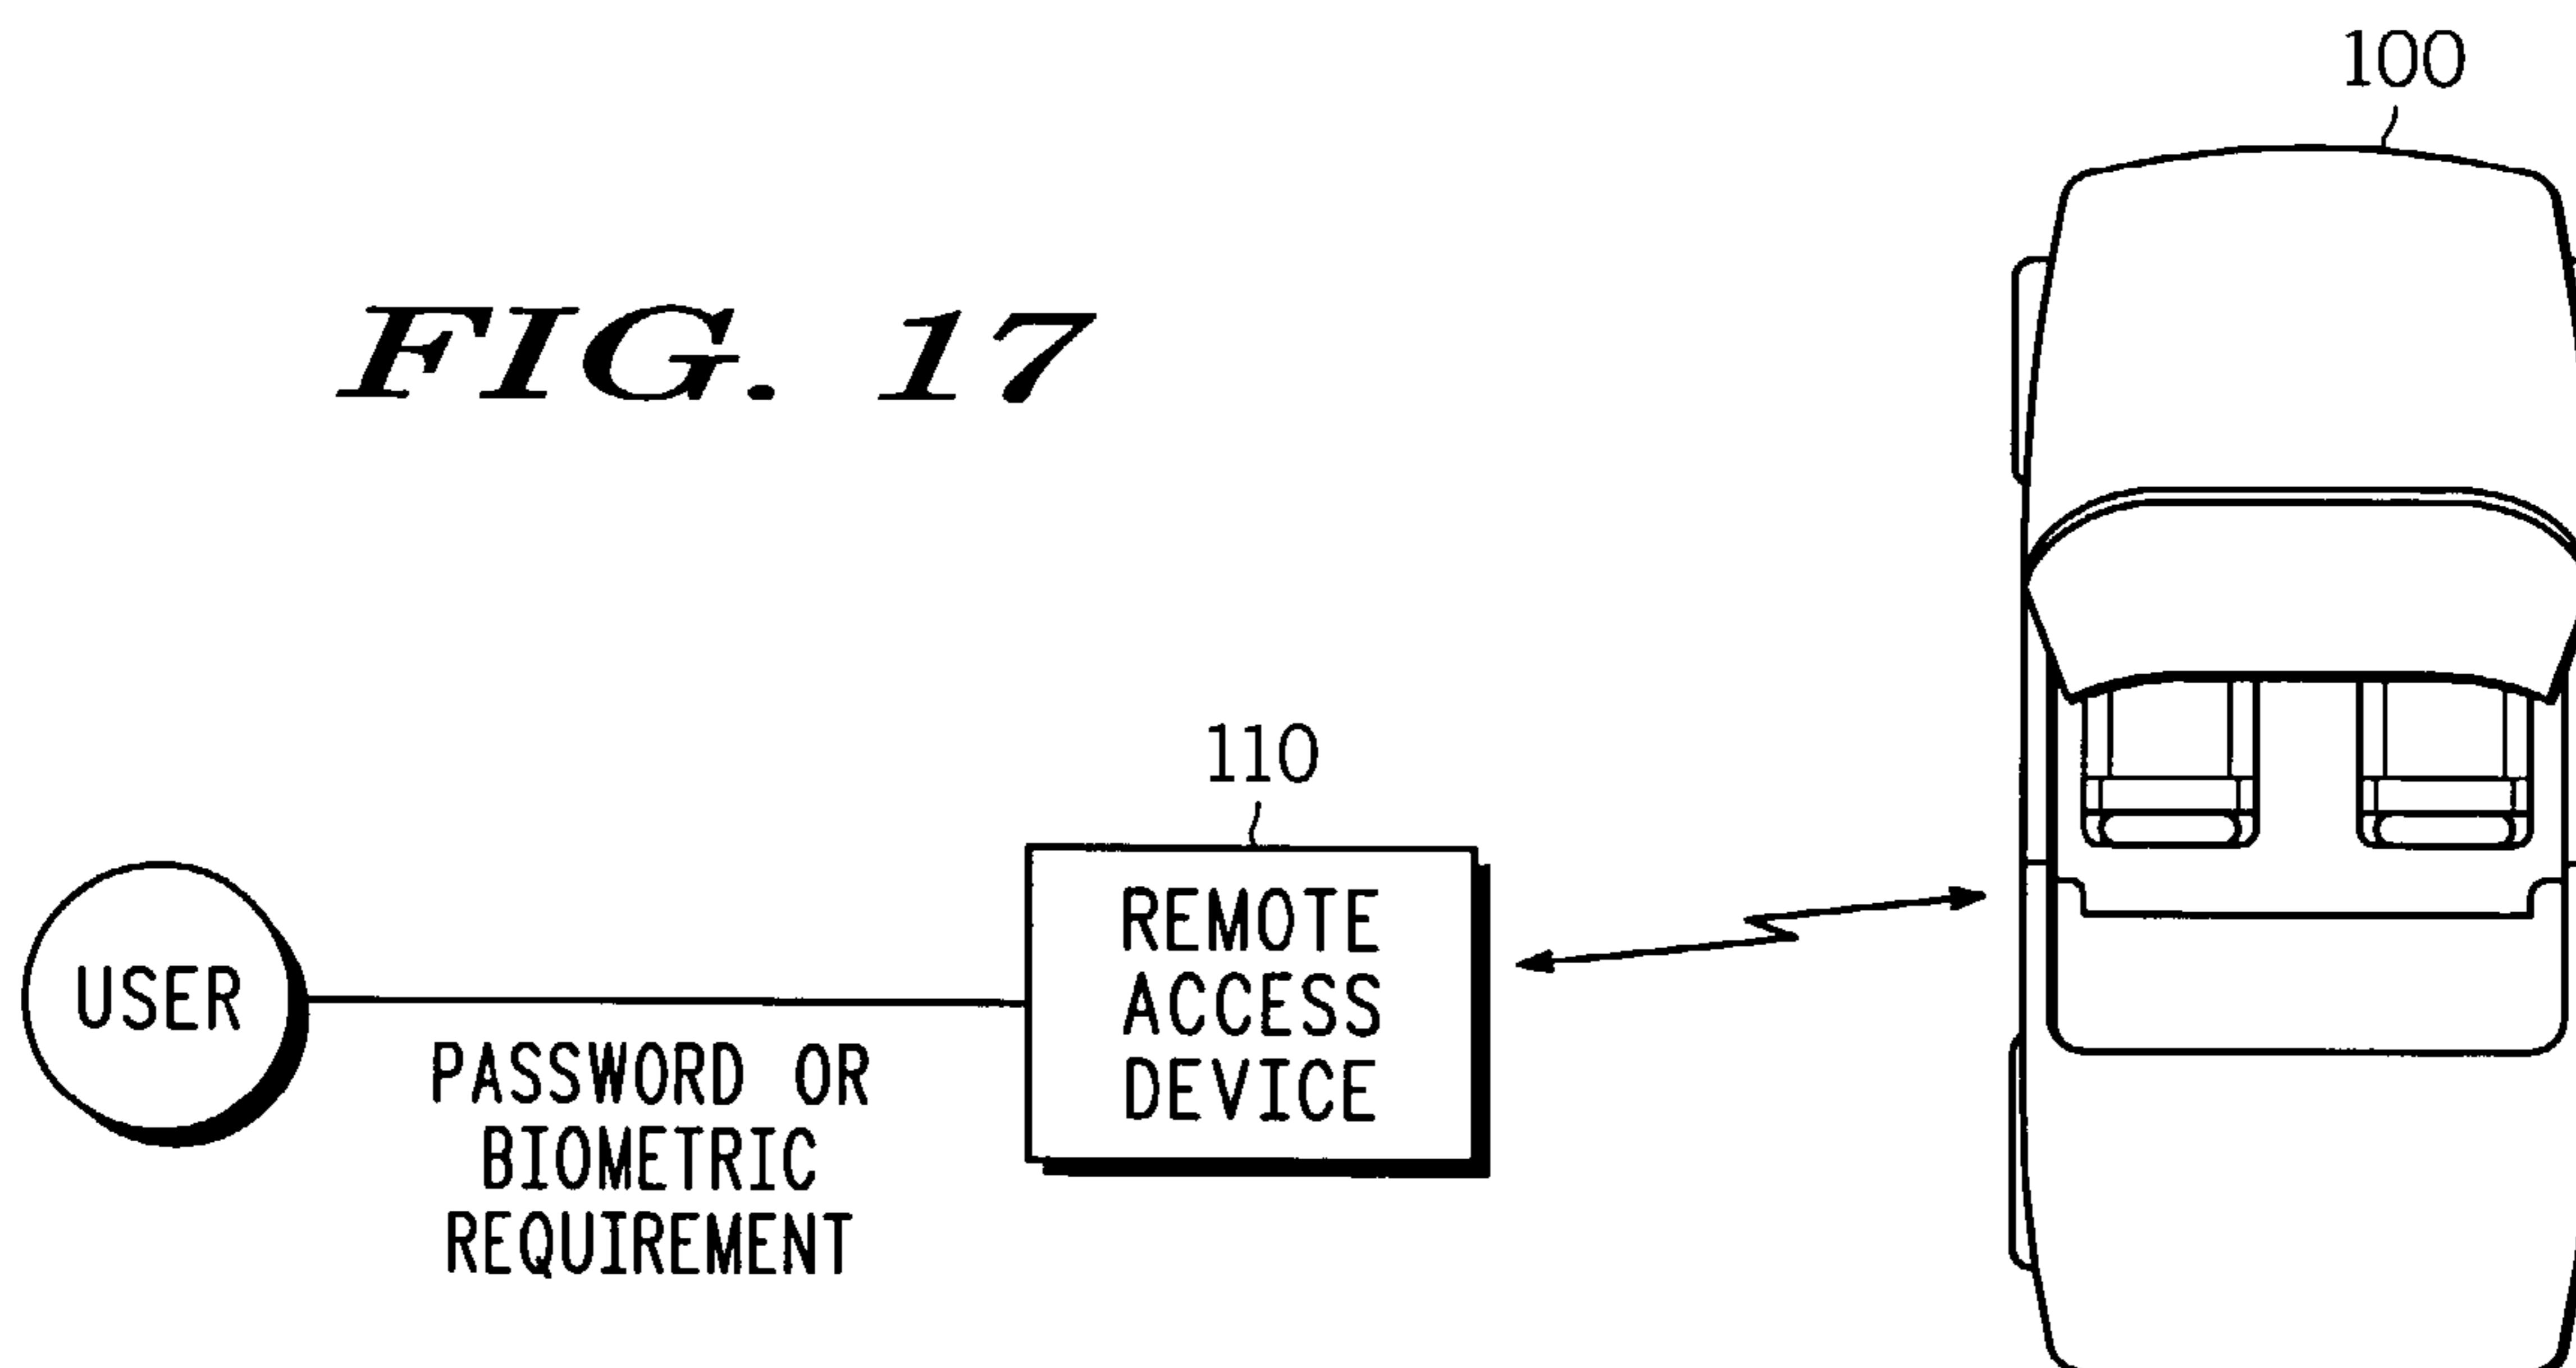 100
FIG. 17
110
REMOTE
ACCESS
DEVICE
USER
PASSWORD OR
BIOMETRIC
REQUIREMENT